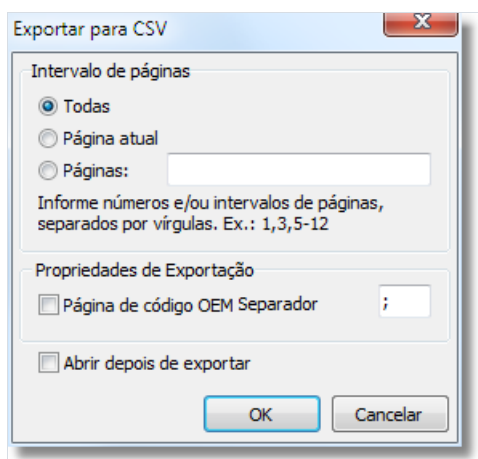 Exportar para CSV
Intervalo de páginas
Todas
Página atual
Páginas:
Informe números e/ou intervalos de páginas,
separados por vírgulas. Ex.: 1,3,5-12
Propriedades de Exportação
Página de código OEM Separador ;
Abrir depois de exportar
OK Cancelar